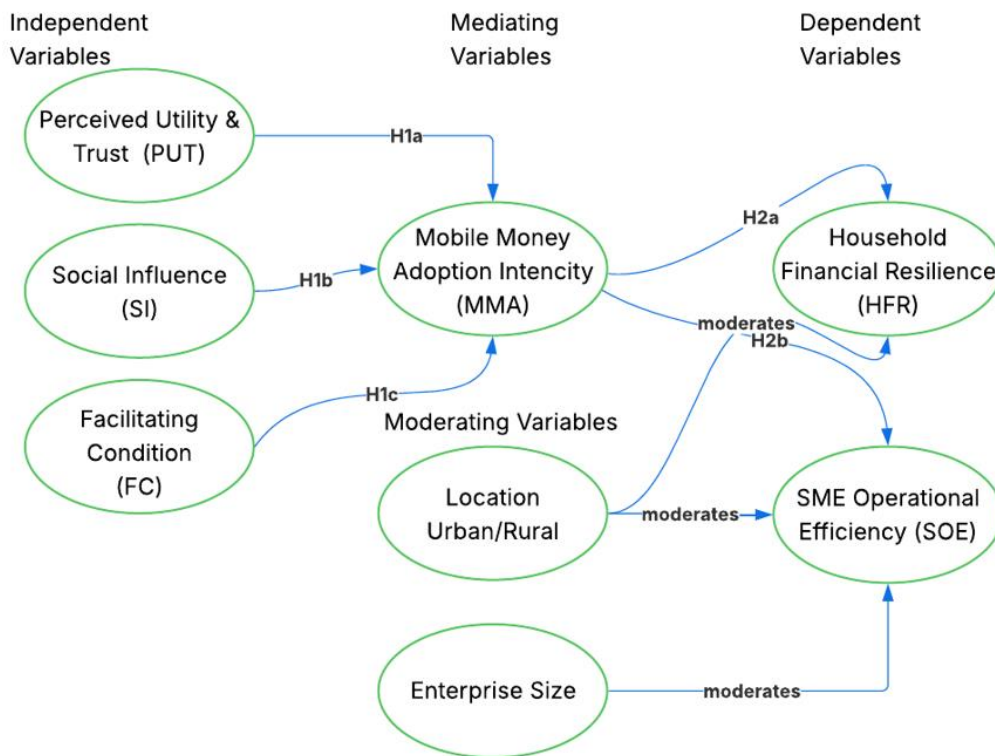 Independent
Variables
Mediating
Variables
Dependent
Variables
Perceived Utility &
Trust (PUT)
H1a
Social Influence
(SI)
H1b
Mobile Money
Adoption Intencity
(MMA)
H2a
Household
Financial Resilience
(HFR)
moderates
H2b
Facilitating
Condition
(FC)
H1c
Moderating Variables
Location
Urban/Rural
moderates
SME Operational
Efficiency (SOE)
Enterprise Size
moderates